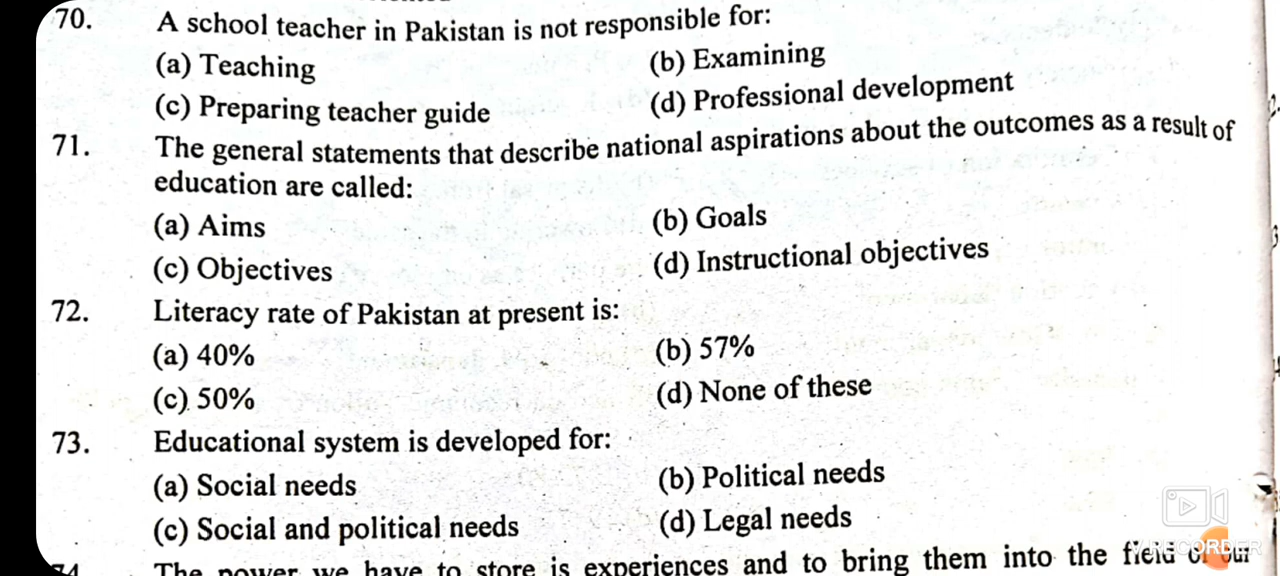 70. A school teacher in Pakistan is not responsible for:
(a) Teaching (b) Examining
(c) Preparing teacher guide (d) Professional development
71. The general statements that describe national aspirations about the outcomes as a result of
education are called:
(a) Aims (b) Goals
(c) Objectives (d) Instructional objectives
72. Literacy rate of Pakistan at present is:
(a) 40% (b) 57%
(c) 50% (d) None of these
73. Educational system is developed for:
(a) Social needs (b) Political needs
(c) Social and political needs (d) Legal needs
The power we have to store is experiences and to bring them into the field of our